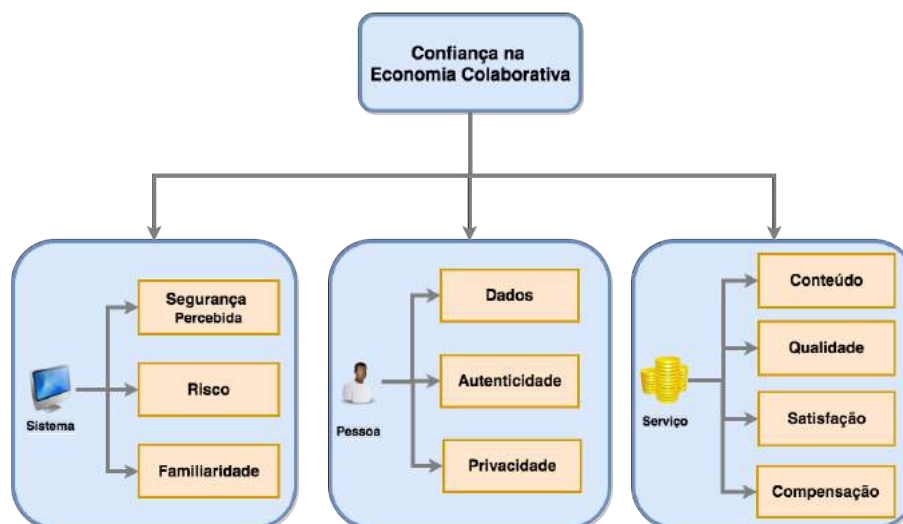 Confiança na
Economia Colaborativa
Segurança
Percebida
Risco
Familiaridade
Sistema
Dados
Autenticidade
Privacidade
Pessoa
Conteúdo
Qualidade
Satisfação
Compensação
Serviço